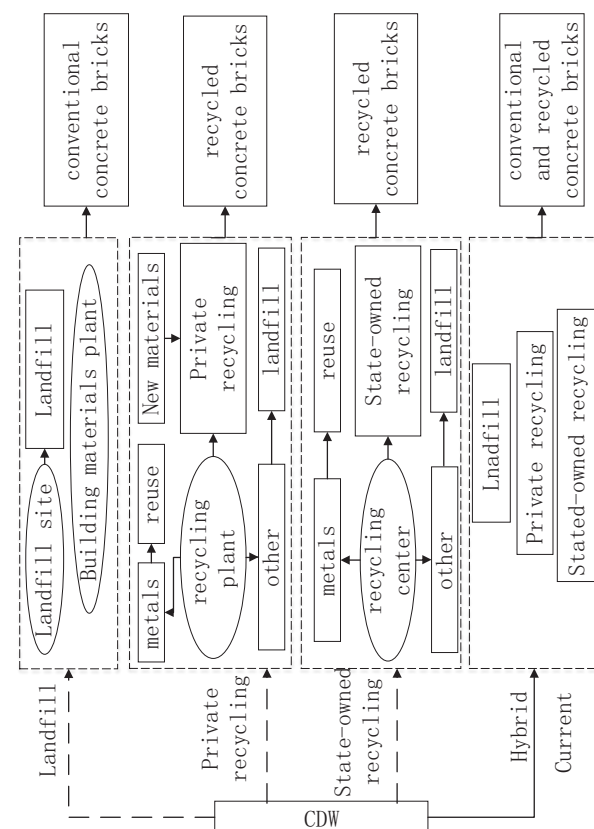 CDW
Landfill
Landfill site
Landfill
Building materials plant
conventional
concrete bricks
Private
recycling
metals
reuse
New materials
recycling
plant
Private
recycling
other
landfill
recycled
concrete bricks
State-owned
recycling
metals
reuse
recycling
center
State-owned
recycling
other
landfill
recycled
concrete bricks
Hybrid
Current
Lnadfill
Private recycling
Stated-owned recycling
conventional
and recycled
concrete bricks